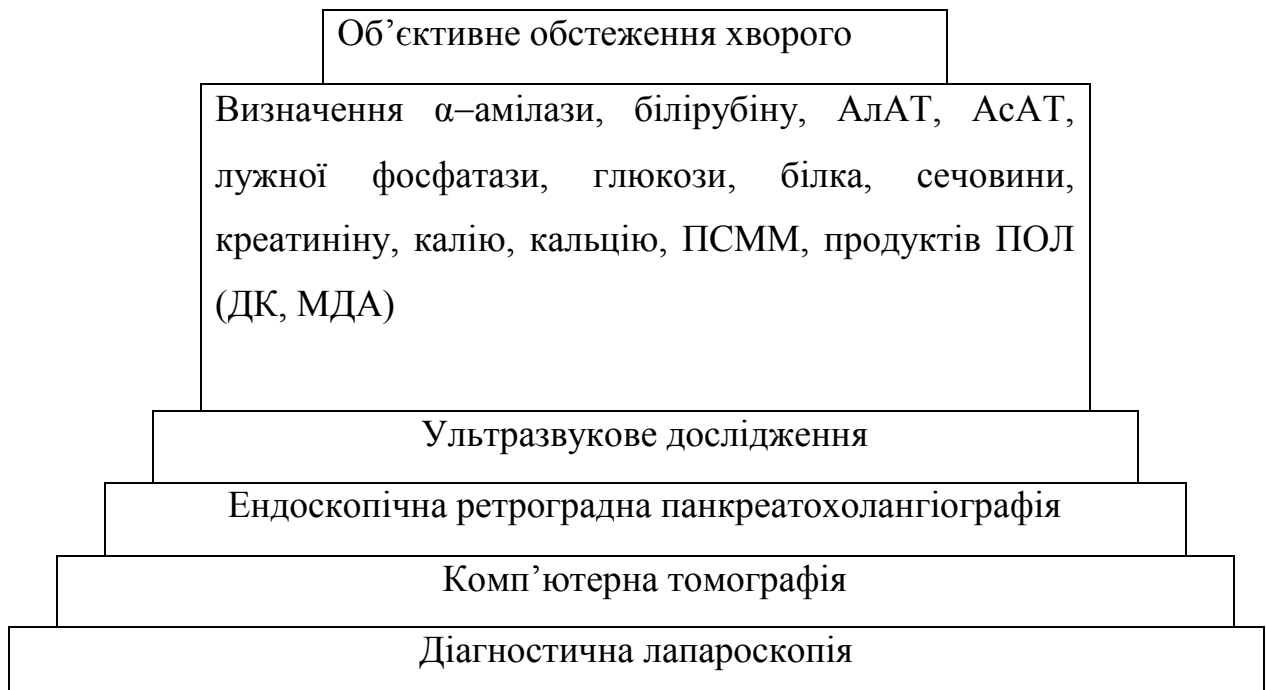 Об’єктивне обстеження хворого
Визначення α–амілази, білірубіну, АлАТ, АсАТ,
лужної фосфатази, глюкози, білка, сечовини,
креатиніну, калію, кальцію, ПСММ, продуктів ПОЛ
(ДК, МДА)
Ультразвукове дослідження
Ендоскопічна ретроградна панкреатохолангіографія
Комп’ютерна томографія
Діагностична лапароскопія